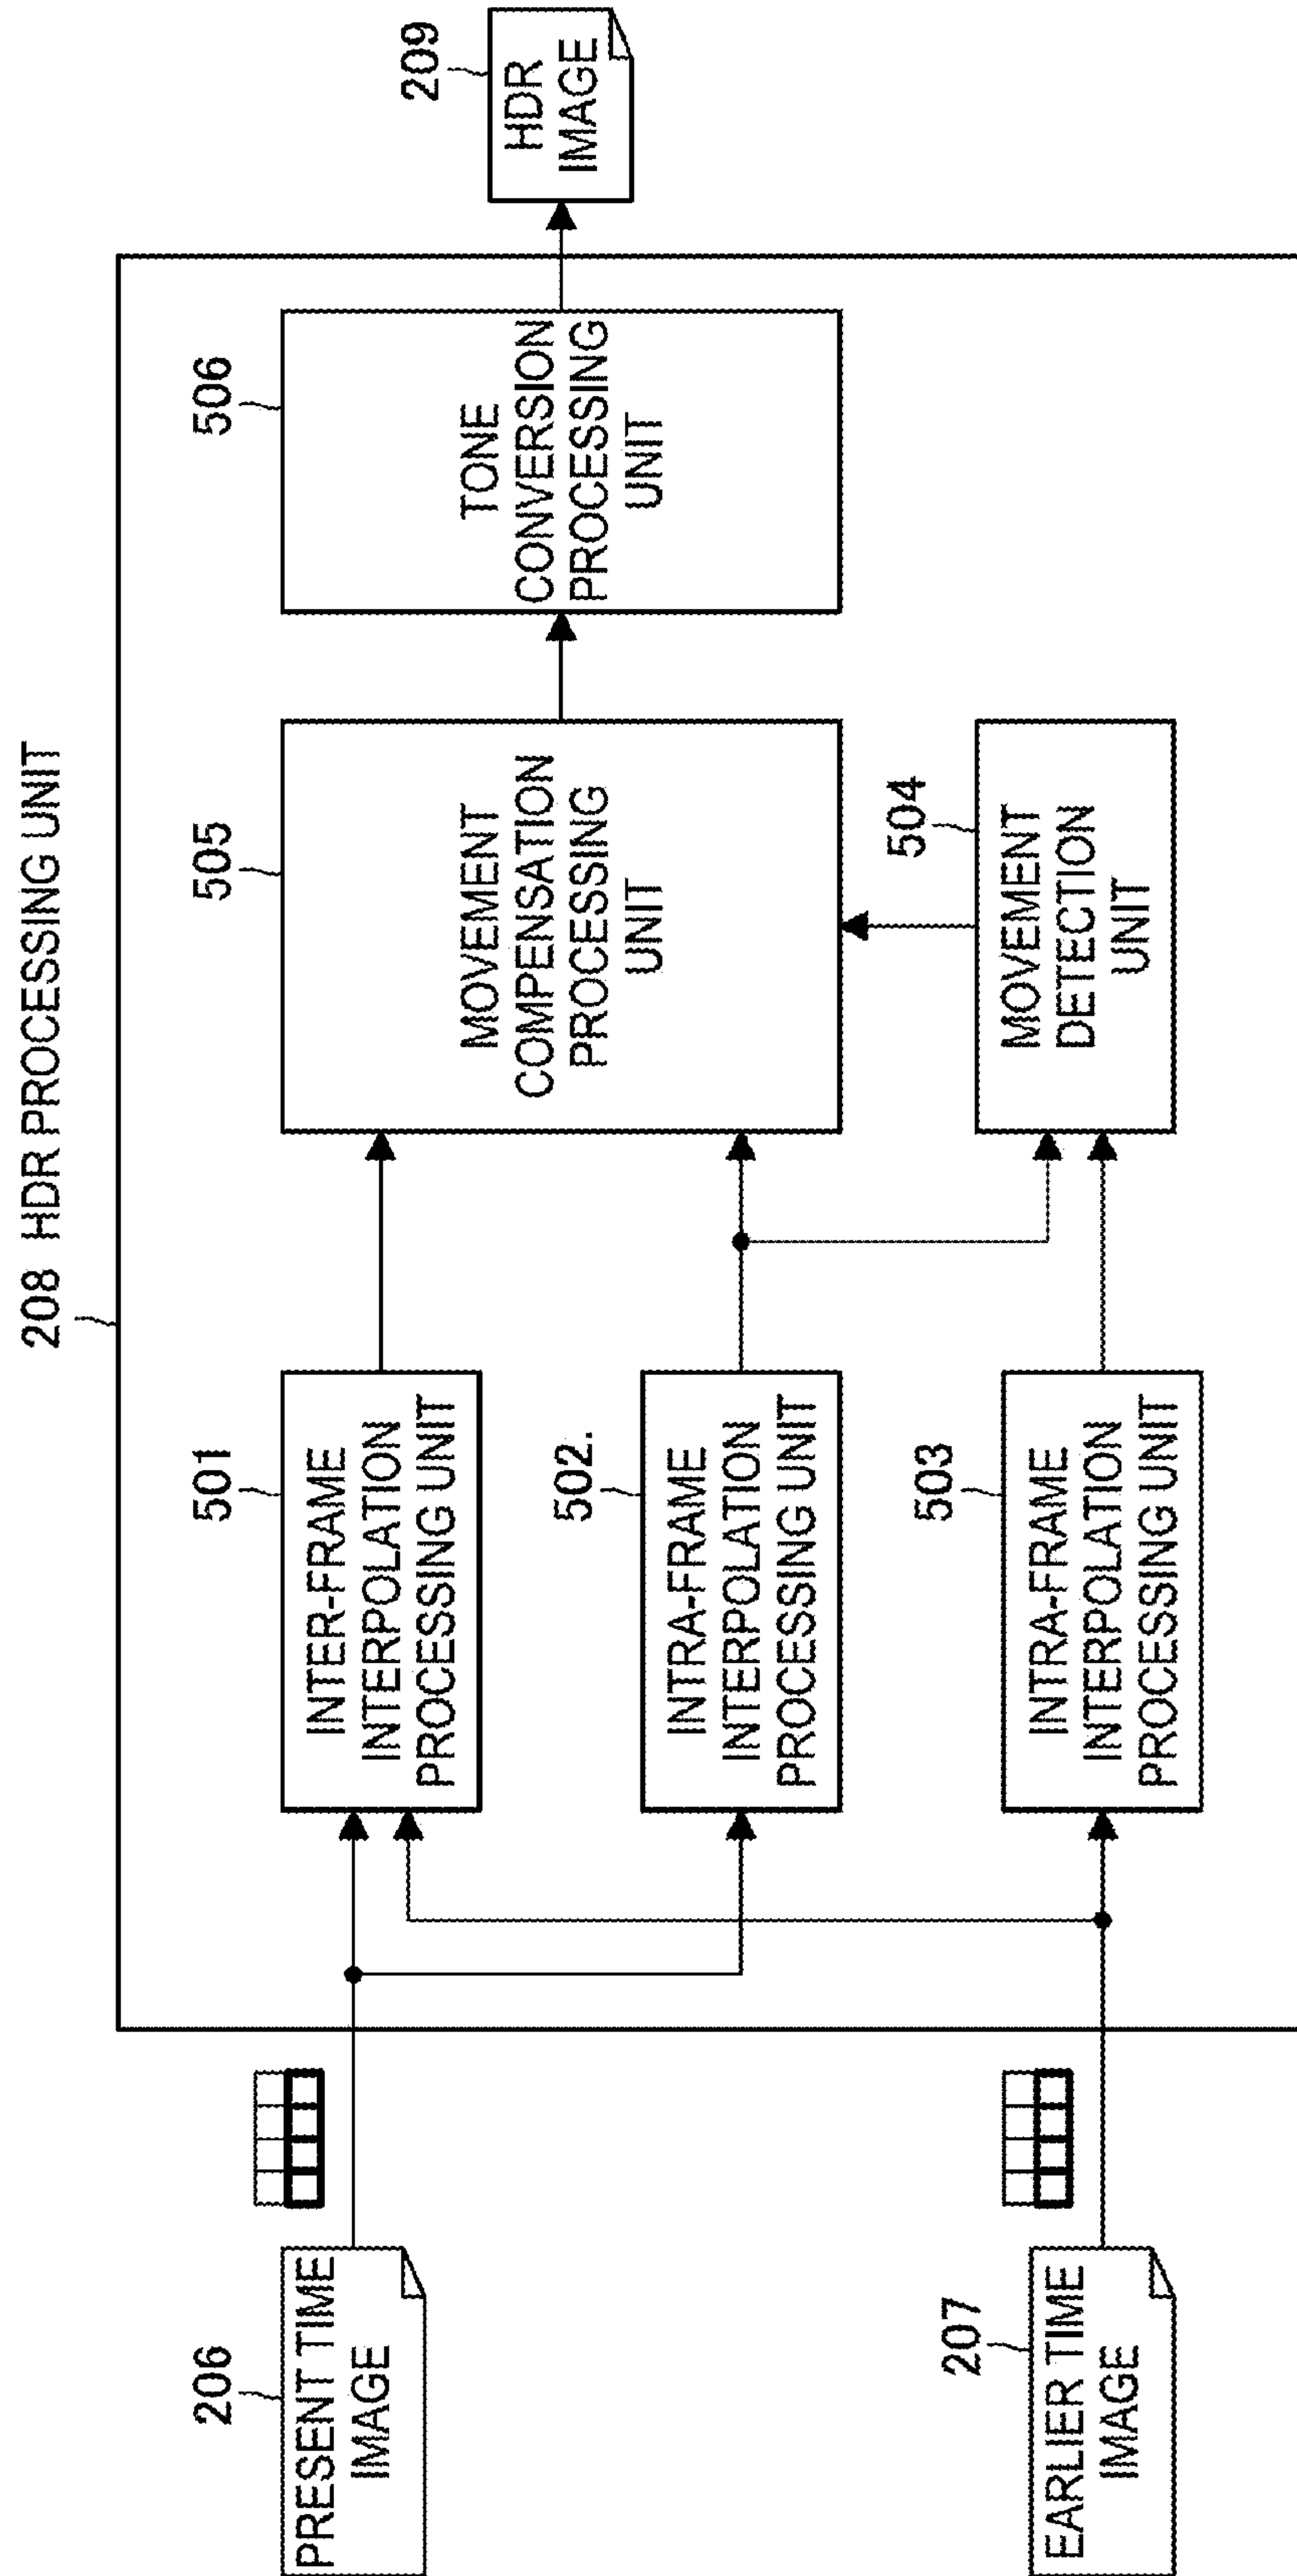 208 HDR PROCESSING UNIT
206
PRESENT TIME
IMAGE
207
EARLIER TIME
IMAGE
501
INTER-FRAME
INTERPOLATION
PROCESSING UNIT
502.
INTRA-FRAME
INTERPOLATION
PROCESSING UNIT
503
INTRA-FRAME
INTERPOLATION
PROCESSING UNIT
505
MOVEMENT
COMPENSATION
PROCESSING
UNIT
504
MOVEMENT
DETECTION
UNIT
506
TONE
CONVERSION
PROCESSING
UNIT
209
HDR
IMAGE